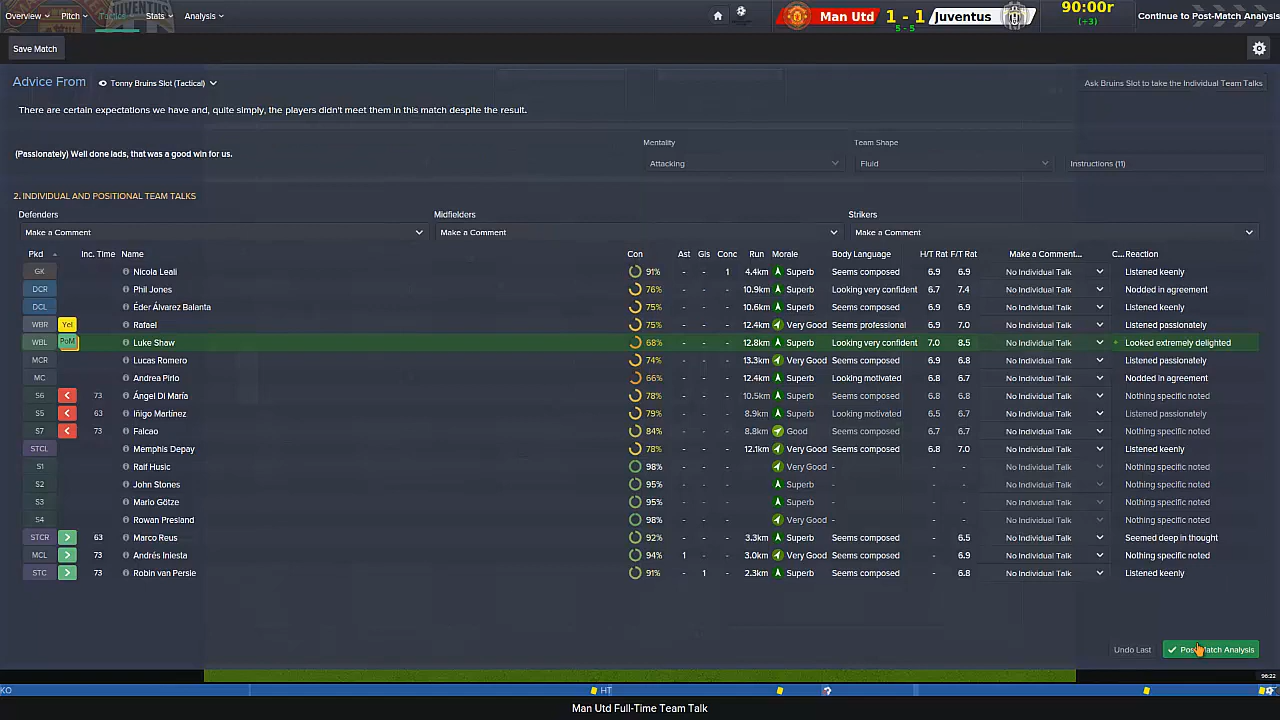 Overview Pitch Tactics Stats Analysis Man Utd 1 - 1 Juventus 90:00r Continue to Post-Match Analysis
5 - 5 (+3)
Save Match
Advice From Tonny Bruins Slot (Tactical) Ask Bruins Slot to take the Individual Team Talks
There are certain expectations we have and, quite simply, the players didn't meet them in this match despite the result.
Mentality Team Shape
(Passionately) Well done lads, that was a good win for us.
Attacking Fluid Instructions (11)
2. INDIVIDUAL AND POSITIONAL TEAM TALKS
Defenders Midfielders Strikers
Make a Comment Make a Comment Make a Comment
Pkd Inc. Time Name Con Ast Gls Conc Run Morale Body Language H/T Rat F/T Rat Make a Comment... C... Reaction
GK Nicola Leali 91% - - 1 4.4km Superb Seems composed 6.9 6.9 No Individual Talk Listened keenly
DCR Phil Jones 76% - - - 10.9km Superb Looking very confident 6.7 7.4 No Individual Talk Nodded in agreement
DCL Éder Álvarez Balanta 75% - - - 10.6km Superb Seems composed 6.9 6.9 No Individual Talk Listened keenly
WBR Yel Rafael 75% - - - 12.4km Very Good Seems professional 6.9 7.0 No Individual Talk Listened passionately
WBL PoM Luke Shaw 68% - - - 12.8km Superb Looking very confident 7.0 8.5 No Individual Talk Looked extremely delighted
MCR Lucas Romero 74% - - - 13.3km Very Good Seems composed 6.9 6.8 No Individual Talk Listened passionately
MC Andrea Pirlo 66% - - - 12.4km Superb Looking motivated 6.8 6.7 No Individual Talk Nodded in agreement
S6 73 Ángel Di María 78% - - - 10.5km Superb Seems composed 6.8 6.8 No Individual Talk Nothing specific noted
S5 63 Iñigo Martínez 79% - - - 8.9km Superb Looking motivated 6.5 6.7 No Individual Talk Listened passionately
S7 73 Falcao 84% - - - 8.8km Good Seems composed 6.7 6.7 No Individual Talk Nothing specific noted
STCL Memphis Depay 78% - - - 12.1km Very Good Seems composed 6.8 7.0 No Individual Talk Listened keenly
S1 Ralf Husic 98% - - - Very Good - - - No Individual Talk Nothing specific noted
S2 John Stones 95% - - - Superb - - - No Individual Talk Nothing specific noted
S3 Mario Götze 95% - - - Superb - - - No Individual Talk Nothing specific noted
S4 Rowan Presland 98% - - - Very Good - - - No Individual Talk Nothing specific noted
STCR 63 Marco Reus 92% - - - 3.3km Superb Seems composed - 6.5 No Individual Talk Seemed deep in thought
MCL 73 Andrés Iniesta 94% 1 - - 3.0km Very Good Seems composed - 6.9 No Individual Talk Nothing specific noted
STC 73 Robin van Persie 91% - 1 - 2.3km Superb Seems composed - 6.8 No Individual Talk Listened keenly
Undo Last Post-Match Analysis
96:22
KO HT
Man Utd Full-Time Team Talk